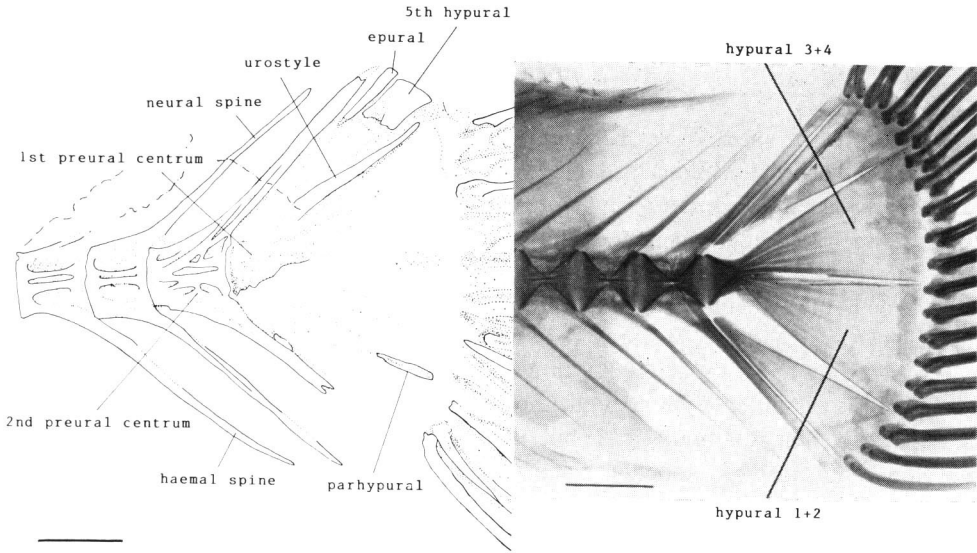 5th hypural
epural
urostyle
neural spine
1st preural centrum
2nd preural centrum
haemal spine
parhypural
hypural 3+4
hypural 1+2